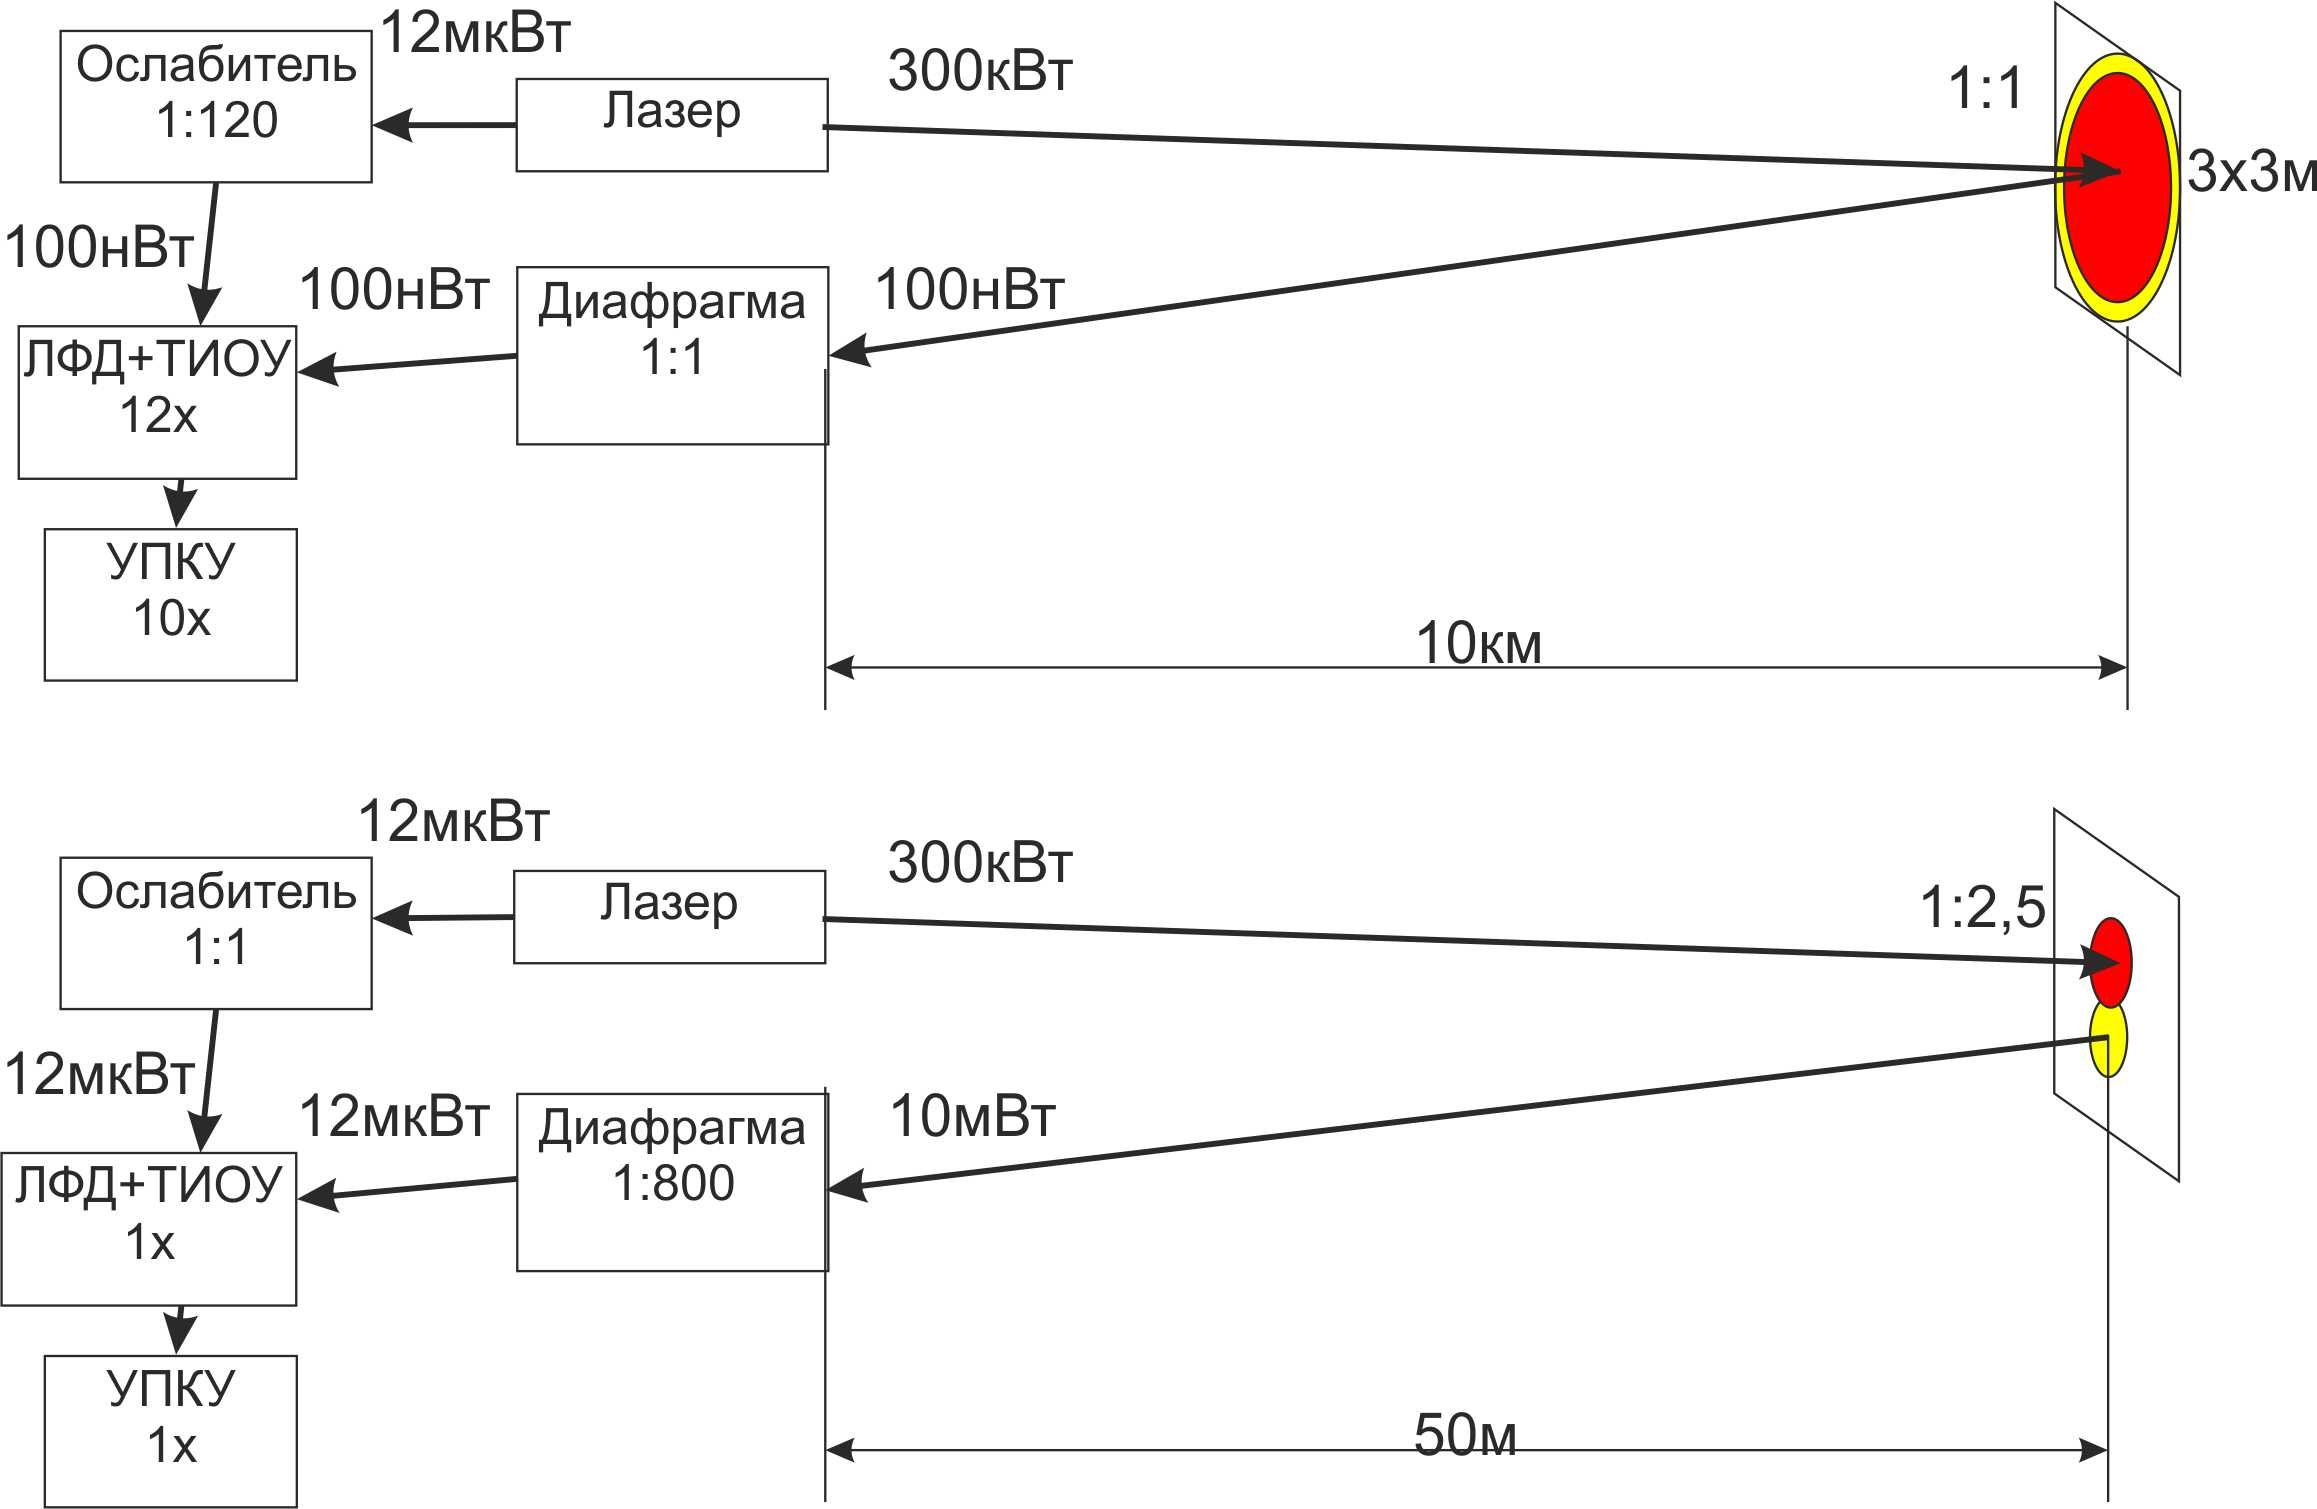 12мкВт
Ослабитель
1:120
Лазер
300кВт
1:1
3х3м
100нВт
100нВт
Диафрагма
1:1
100нВт
ЛФД+ТИОУ
12х
УПКУ
10х
10км
12мкВт
Ослабитель
1:1
Лазер
300кВт
1:2,5
12мкВт
12мкВт
Диафрагма
1:800
10мВт
ЛФД+ТИОУ
1х
УПКУ
1х
50м